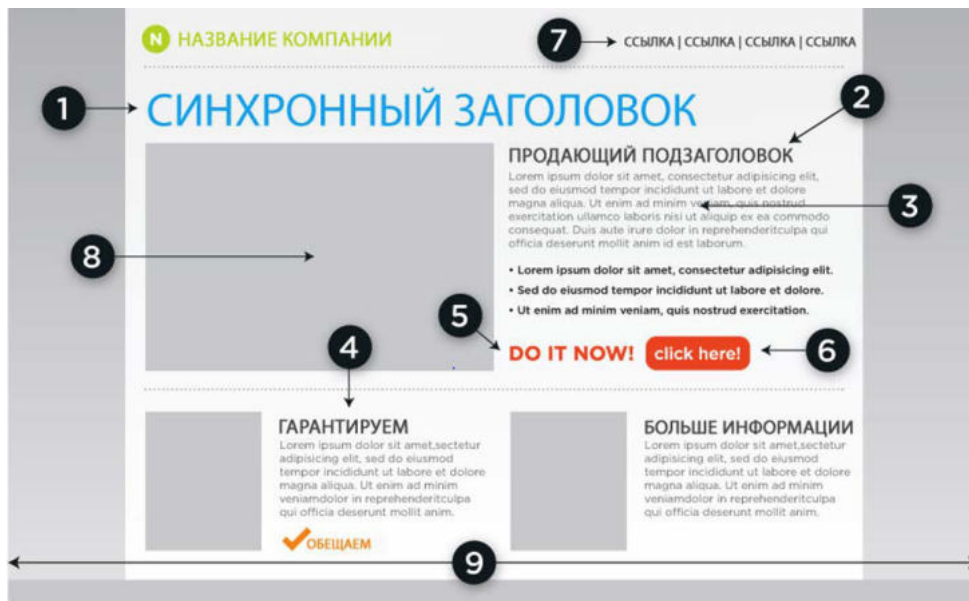 N НАЗВАНИЕ КОМПАНИИ
7
ССЫЛКА | ССЫЛКА | ССЫЛКА | ССЫЛКА
1
СИНХРОННЫЙ ЗАГОЛОВОК
2
ПРОДАЮЩИЙ ПОДЗАГОЛОВОК
Lorem ipsum dolor sit amet, consectetur adipisicing elit,
sed do eiusmod tempor incididunt ut labore et dolore
magna aliqua. Ut enim ad minim veniam, quis nostrud
exercitation ullamco laboris nisi ut aliquip ex ea commodo
consequat. Duis aute irure dolor in reprehenderitculpa qui
officia deserunt mollit anim id est laborum.
3
8
• Lorem ipsum dolor sit amet, consectetur adipisicing elit.
• Sed do eiusmod tempor incididunt ut labore et dolore.
• Ut enim ad minim veniam, quis nostrud exercitation.
5
DO IT NOW! click here!
6
4
ГАРАНТИРУЕМ
Lorem ipsum dolor sit amet,sectetur
adipisicing elit, sed do eiusmod
tempor incididunt ut labore et dolore
magna aliqua. Ut enim ad minim
veniamdolor in reprehenderitculpa
qui officia deserunt mollit anim.
ОБЕЩАЕМ
БОЛЬШЕ ИНФОРМАЦИИ
Lorem ipsum dolor sit amet,sectetur
adipisicing elit, sed do eiusmod
tempor incididunt ut labore et dolore
magna aliqua. Ut enim ad minim
veniamdolor in reprehenderitculpa
qui officia deserunt mollit anim.
9